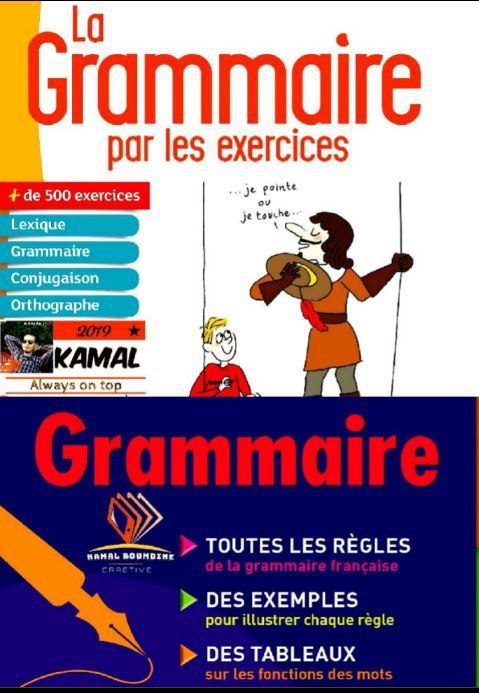 La
Grammaire
par les exercices
+ de 500 exercices
Lexique
Grammaire
Conjugaison
Orthographe
...je pointe
ou
je touche...
!
2019 ★
KAMAL
Always on top
Grammaire
KAMAL BOUMDINE
CRAETIVE
TOUTES LES RÈGLES
de la grammaire française
DES EXEMPLES
pour illustrer chaque règle
DES TABLEAUX
sur les fonctions des mots